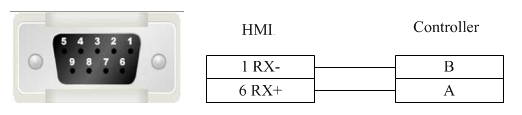 HMI
Controller
5 4 3 2 1
9 8 7 6
1 RX-
B
6 RX+
A